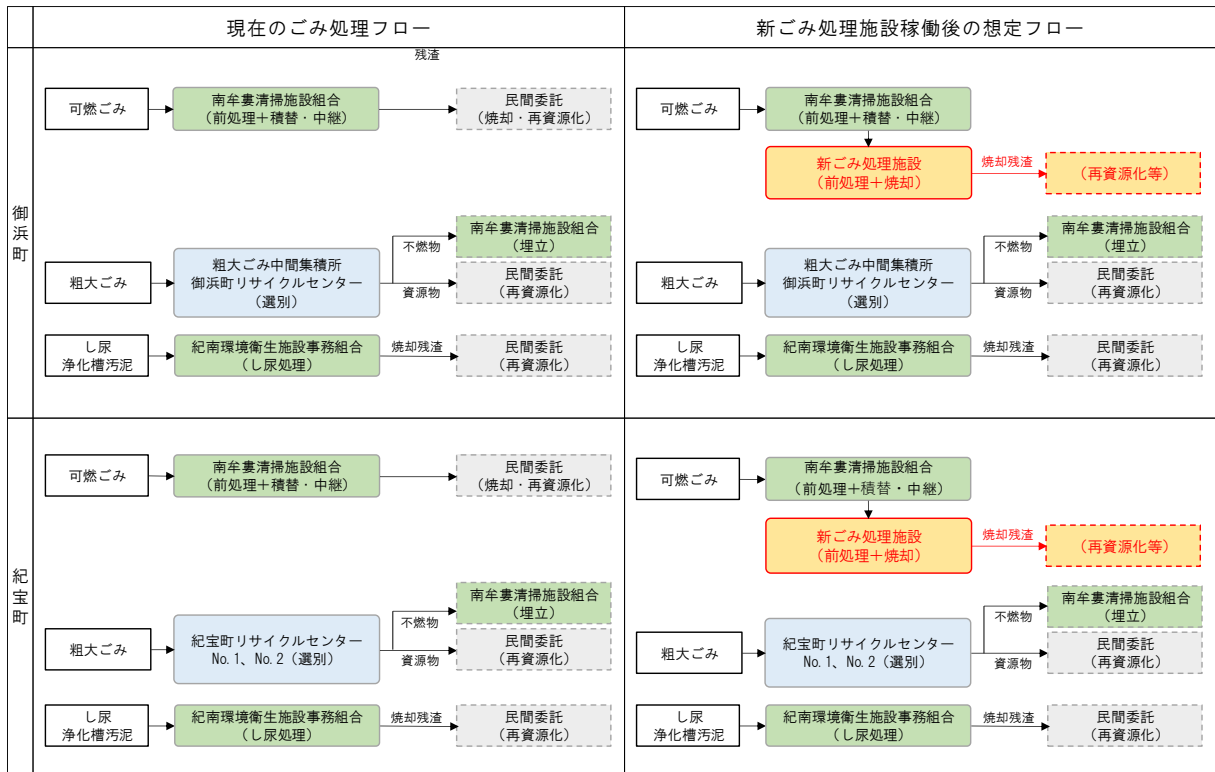 現在のごみ処理フロー
新ごみ処理施設稼働後の想定フロー
御浜町
残渣
可燃ごみ
南牟婁清掃施設組合
(前処理+積替・中継)
民間委託
(焼却・再資源化)
粗大ごみ
粗大ごみ中間集積所
御浜町リサイクルセンター
(選別)
不燃物
南牟婁清掃施設組合
(埋立)
資源物
民間委託
(再資源化)
し尿
浄化槽汚泥
紀南環境衛生施設事務組合
(し尿処理)
焼却残渣
民間委託
(再資源化)
可燃ごみ
南牟婁清掃施設組合
(前処理+積替・中継)
新ごみ処理施設
(前処理+焼却)
焼却残渣
(再資源化等)
粗大ごみ
粗大ごみ中間集積所
御浜町リサイクルセンター
(選別)
不燃物
南牟婁清掃施設組合
(埋立)
資源物
民間委託
(再資源化)
し尿
浄化槽汚泥
紀南環境衛生施設事務組合
(し尿処理)
焼却残渣
民間委託
(再資源化)
紀宝町
可燃ごみ
南牟婁清掃施設組合
(前処理+積替・中継)
民間委託
(焼却・再資源化)
粗大ごみ
紀宝町リサイクルセンター
No.1、No.2(選別)
不燃物
南牟婁清掃施設組合
(埋立)
資源物
民間委託
(再資源化)
し尿
浄化槽汚泥
紀南環境衛生施設事務組合
(し尿処理)
焼却残渣
民間委託
(再資源化)
可燃ごみ
南牟婁清掃施設組合
(前処理+積替・中継)
新ごみ処理施設
(前処理+焼却)
焼却残渣
(再資源化等)
粗大ごみ
紀宝町リサイクルセンター
No.1、No.2(選別)
不燃物
南牟婁清掃施設組合
(埋立)
資源物
民間委託
(再資源化)
し尿
浄化槽汚泥
紀南環境衛生施設事務組合
(し尿処理)
焼却残渣
民間委託
(再資源化)